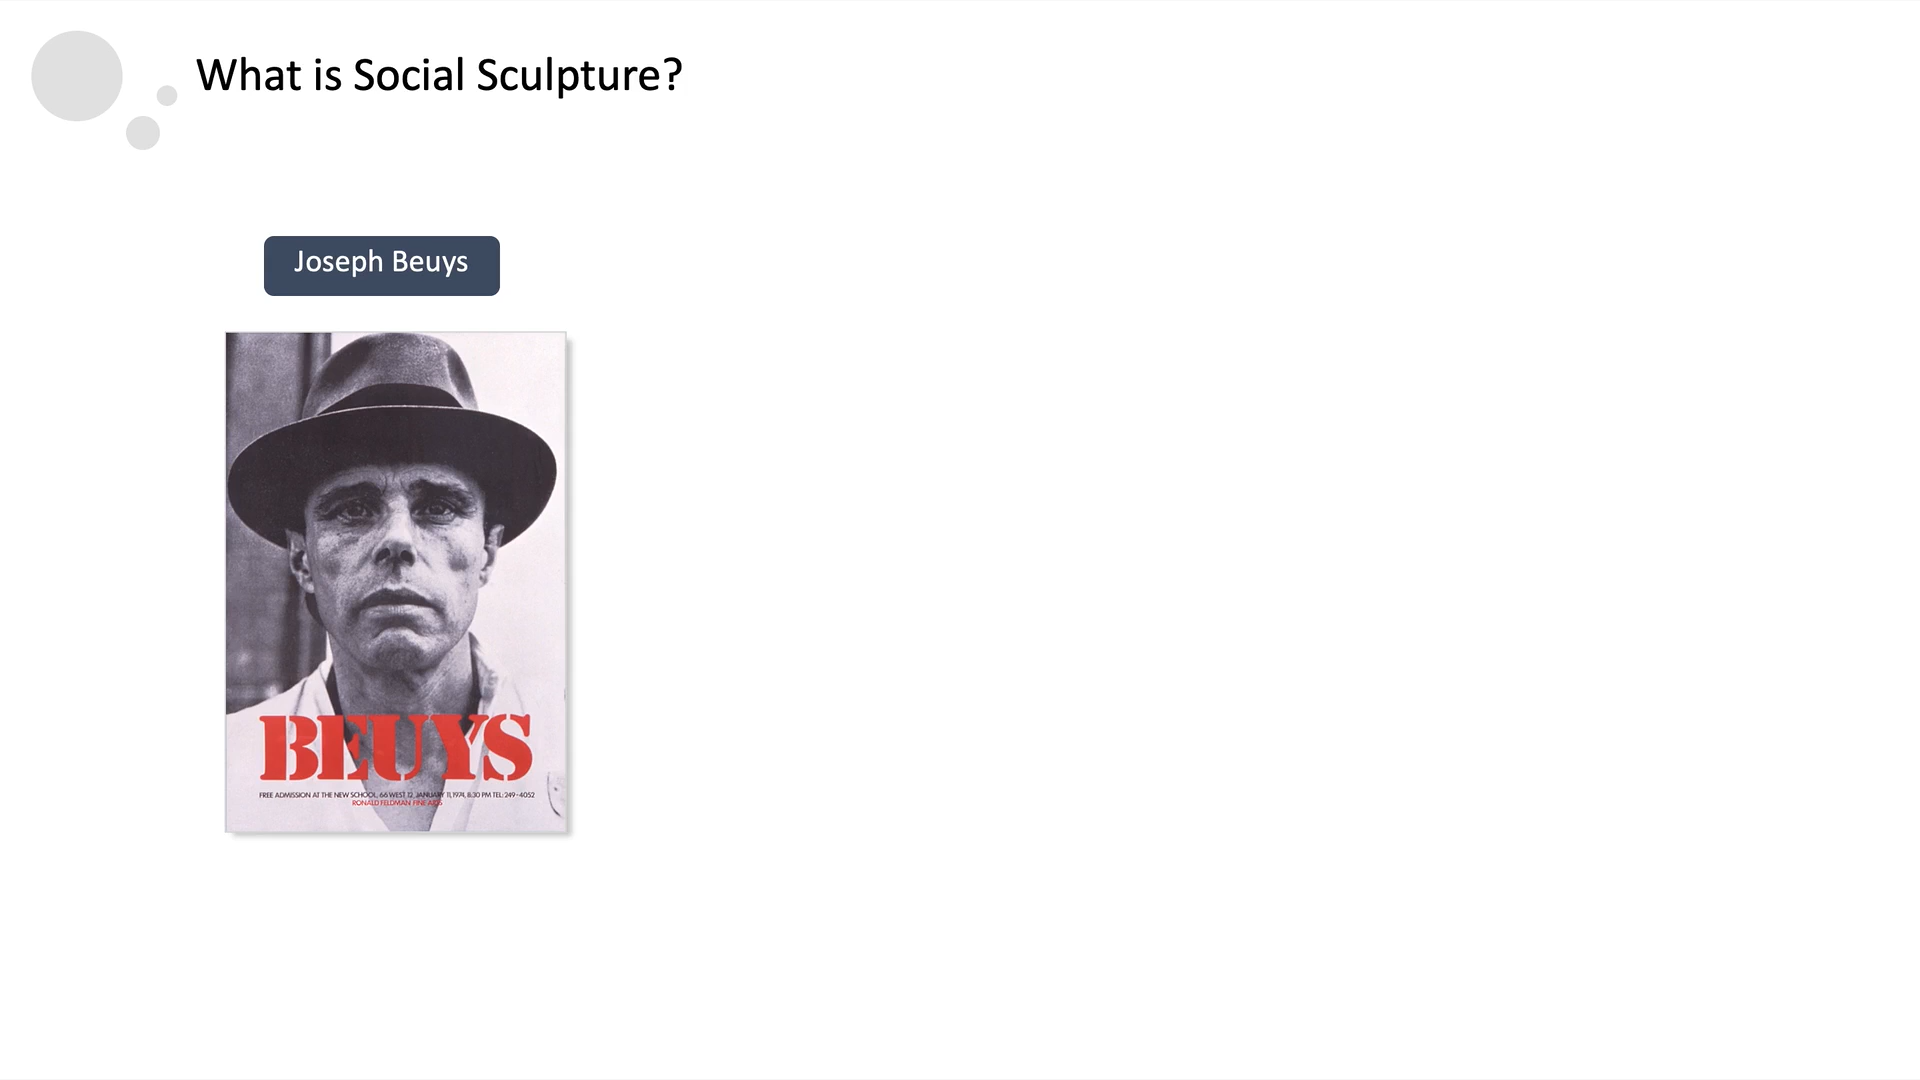 What is Social Sculpture?
Joseph Beuys
BEUYS
FREE ADMISSION AT THE NEW SCHOOL, 66 WEST 12, JANUARY 11, 1974, 8:30 PM TEL: 249-4052
RONALD FELDMAN FINE ARTS